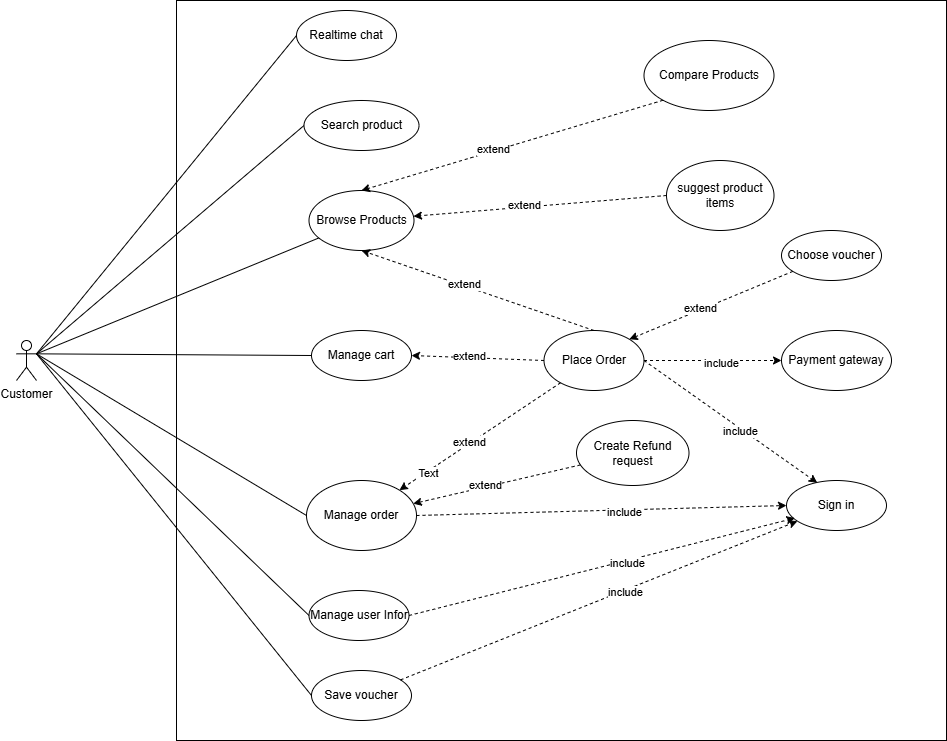 Realtime chat
Compare Products
Search product
extend
suggest product
items
extend
Browse Products
Choose voucher
extend
extend
Customer
Manage cart
extend
Place Order
include
Payment gateway
include
extend
Create Refund
request
Text
extend
Manage order
include
Sign in
include
include
Manage user Infor
Save voucher